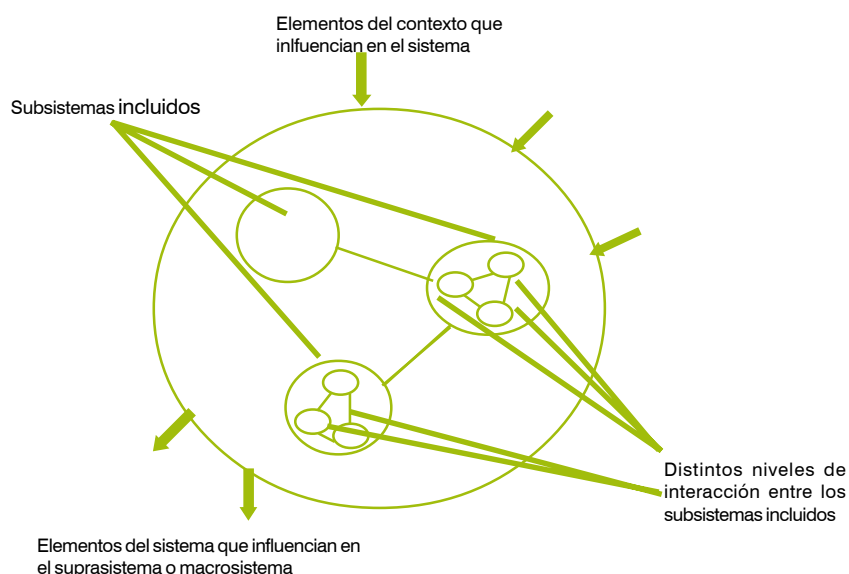 Elementos del contexto que
inlfuencian en el sistema
Subsistemas incluidos
Distintos niveles de
interacción entre los
subsistemas incluidos
Elementos del sistema que influencian en
el suprasistema o macrosistema